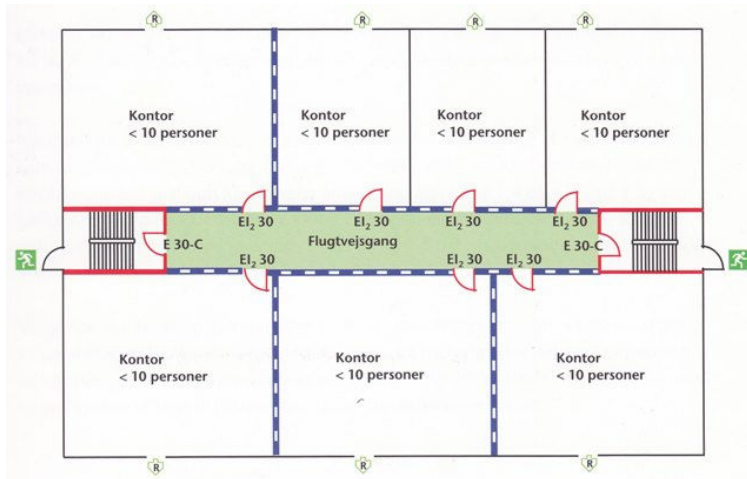 R R R R
Kontor
< 10 personer
Kontor
< 10 personer
Kontor
< 10 personer
Kontor
< 10 personer
EI₂ 30 EI₂ 30 EI₂ 30 EI₂ 30
E 30-C Flugtvejsgang E 30-C
EI₂ 30 EI₂ 30 EI₂ 30
Kontor
< 10 personer
Kontor
< 10 personer
Kontor
< 10 personer
R R R